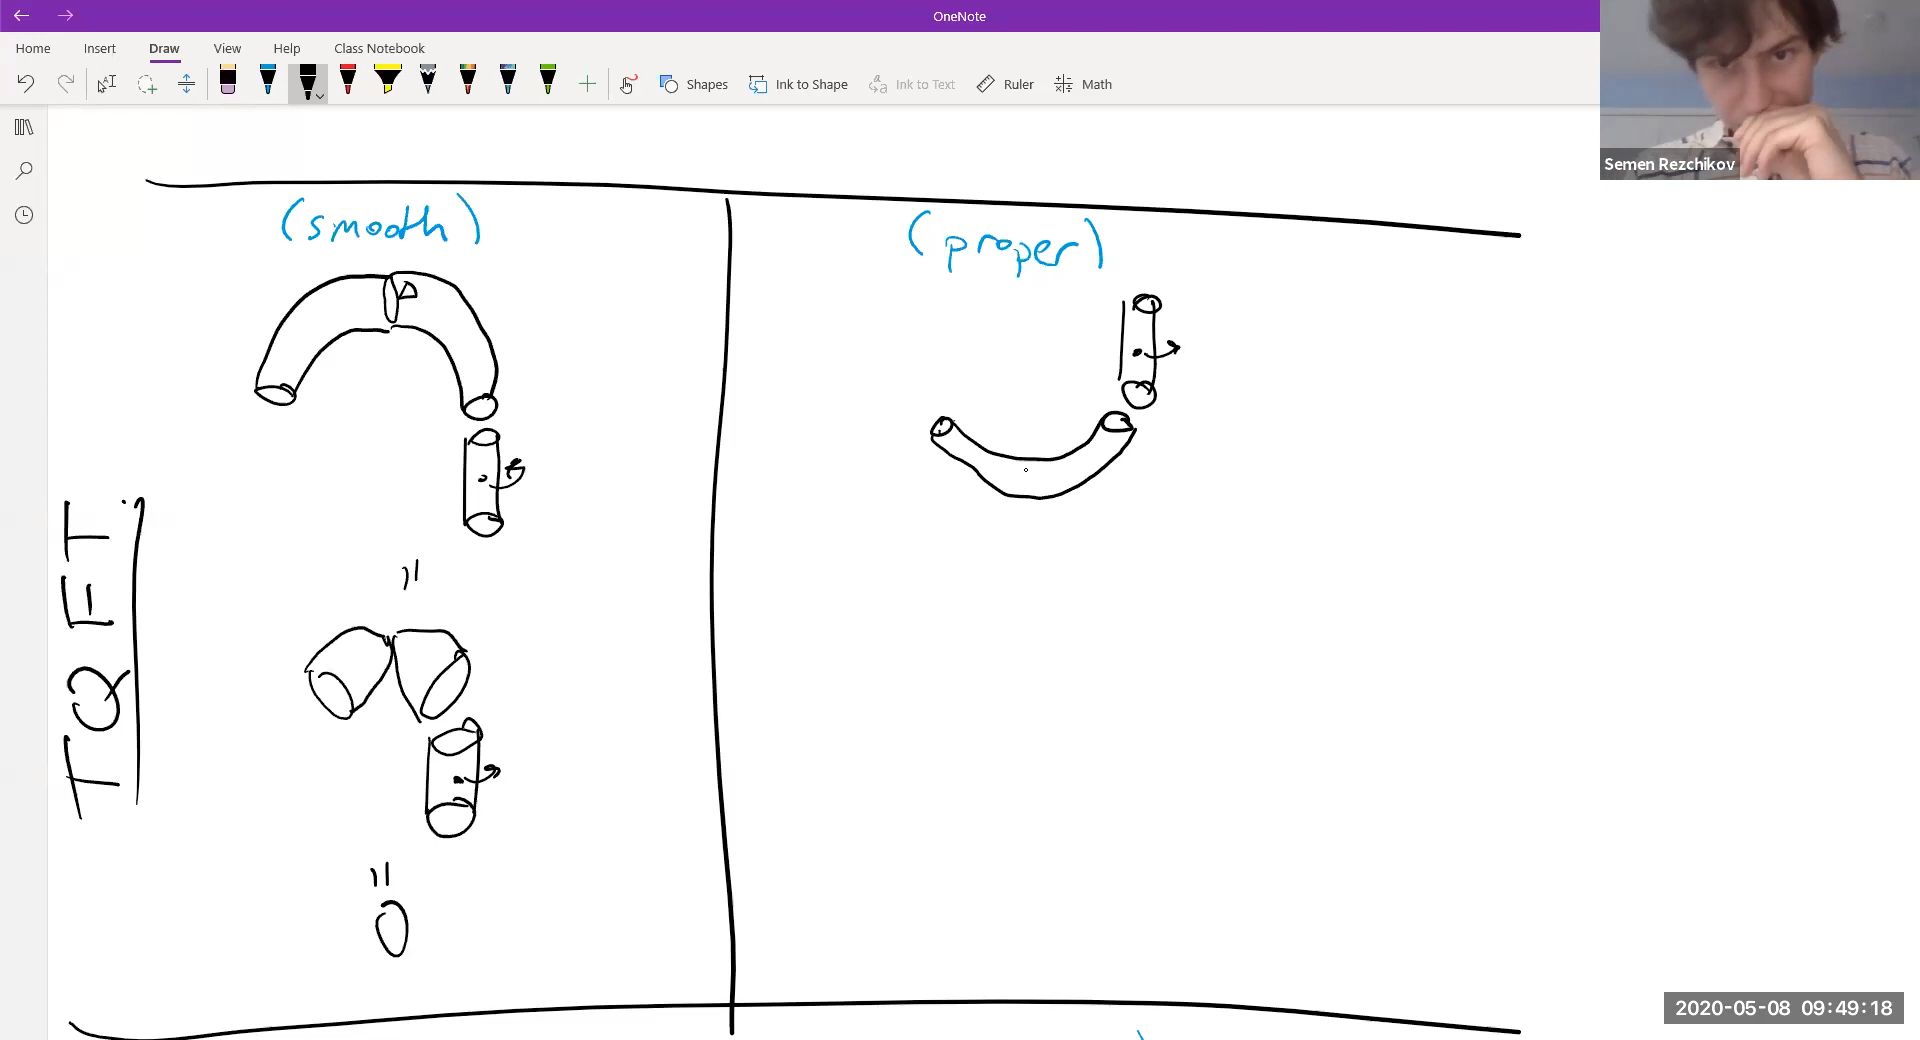 OneNote
Home Insert Draw View Help Class Notebook
Shapes Ink to Shape Ink to Text Ruler Math
Semen Rezchikov
(smooth)
(proper)
TQFT
=
=
0
2020-05-08 09:49:18